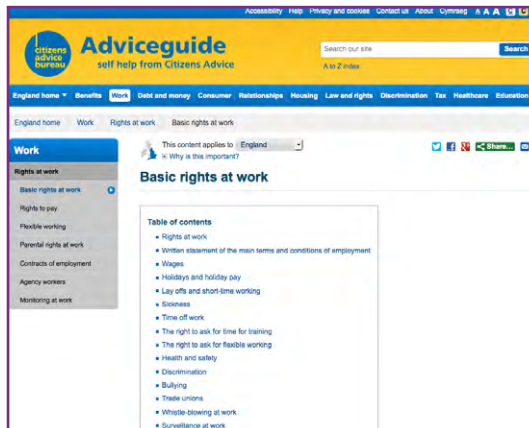 Accessibility Help Privacy and cookies Contact us About Cymraeg A A A C C
citizens advice bureau
Adviceguide
self help from Citizens Advice
Search our site
Search
A to Z index
England home Benefits Work Debt and money Consumer Relationships Housing Law and rights Discrimination Tax Healthcare Education
England home Work Rights at work Basic rights at work
Work
Rights at work
Basic rights at work
Rights to pay
Flexible working
Parental rights at work
Contracts of employment
Agency workers
Monitoring at work
This content applies to England
Why is this important?
Share...
Basic rights at work
Table of contents
Rights at work
Written statement of the main terms and conditions of employment
Wages
Holidays and holiday pay
Lay offs and short-time working
Sickness
Time off work
The right to ask for time for training
The right to ask for flexible working
Health and safety
Discrimination
Bullying
Trade unions
Whistle-blowing at work
Surveillance at work